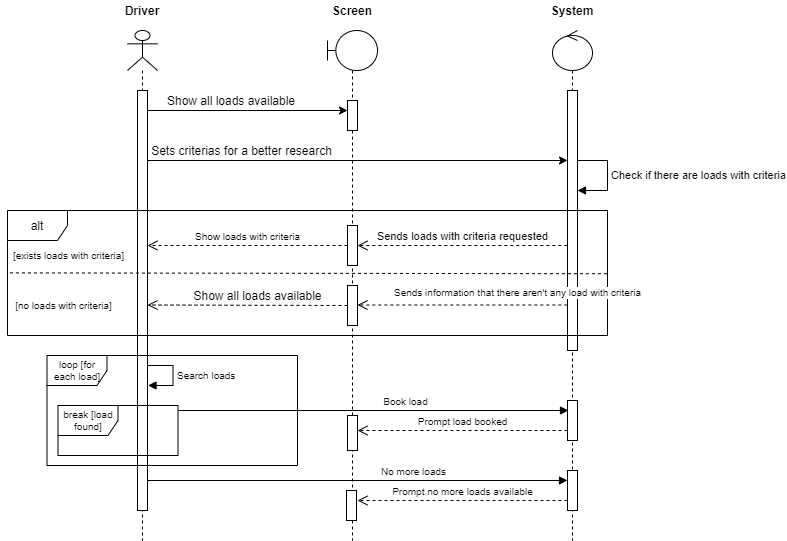 Driver
Screen
System
Show all loads available
Sets criterias for a better research
Check if there are loads with criteria
alt
Show loads with criteria
Sends loads with criteria requested
[exists loads with criteria]
Show all loads available
Sends information that there aren't any load with criteria
[no loads with criteria]
loop [for
each load]
Search loads
Book load
break [load
found]
Prompt load booked
No more loads
Prompt no more loads available